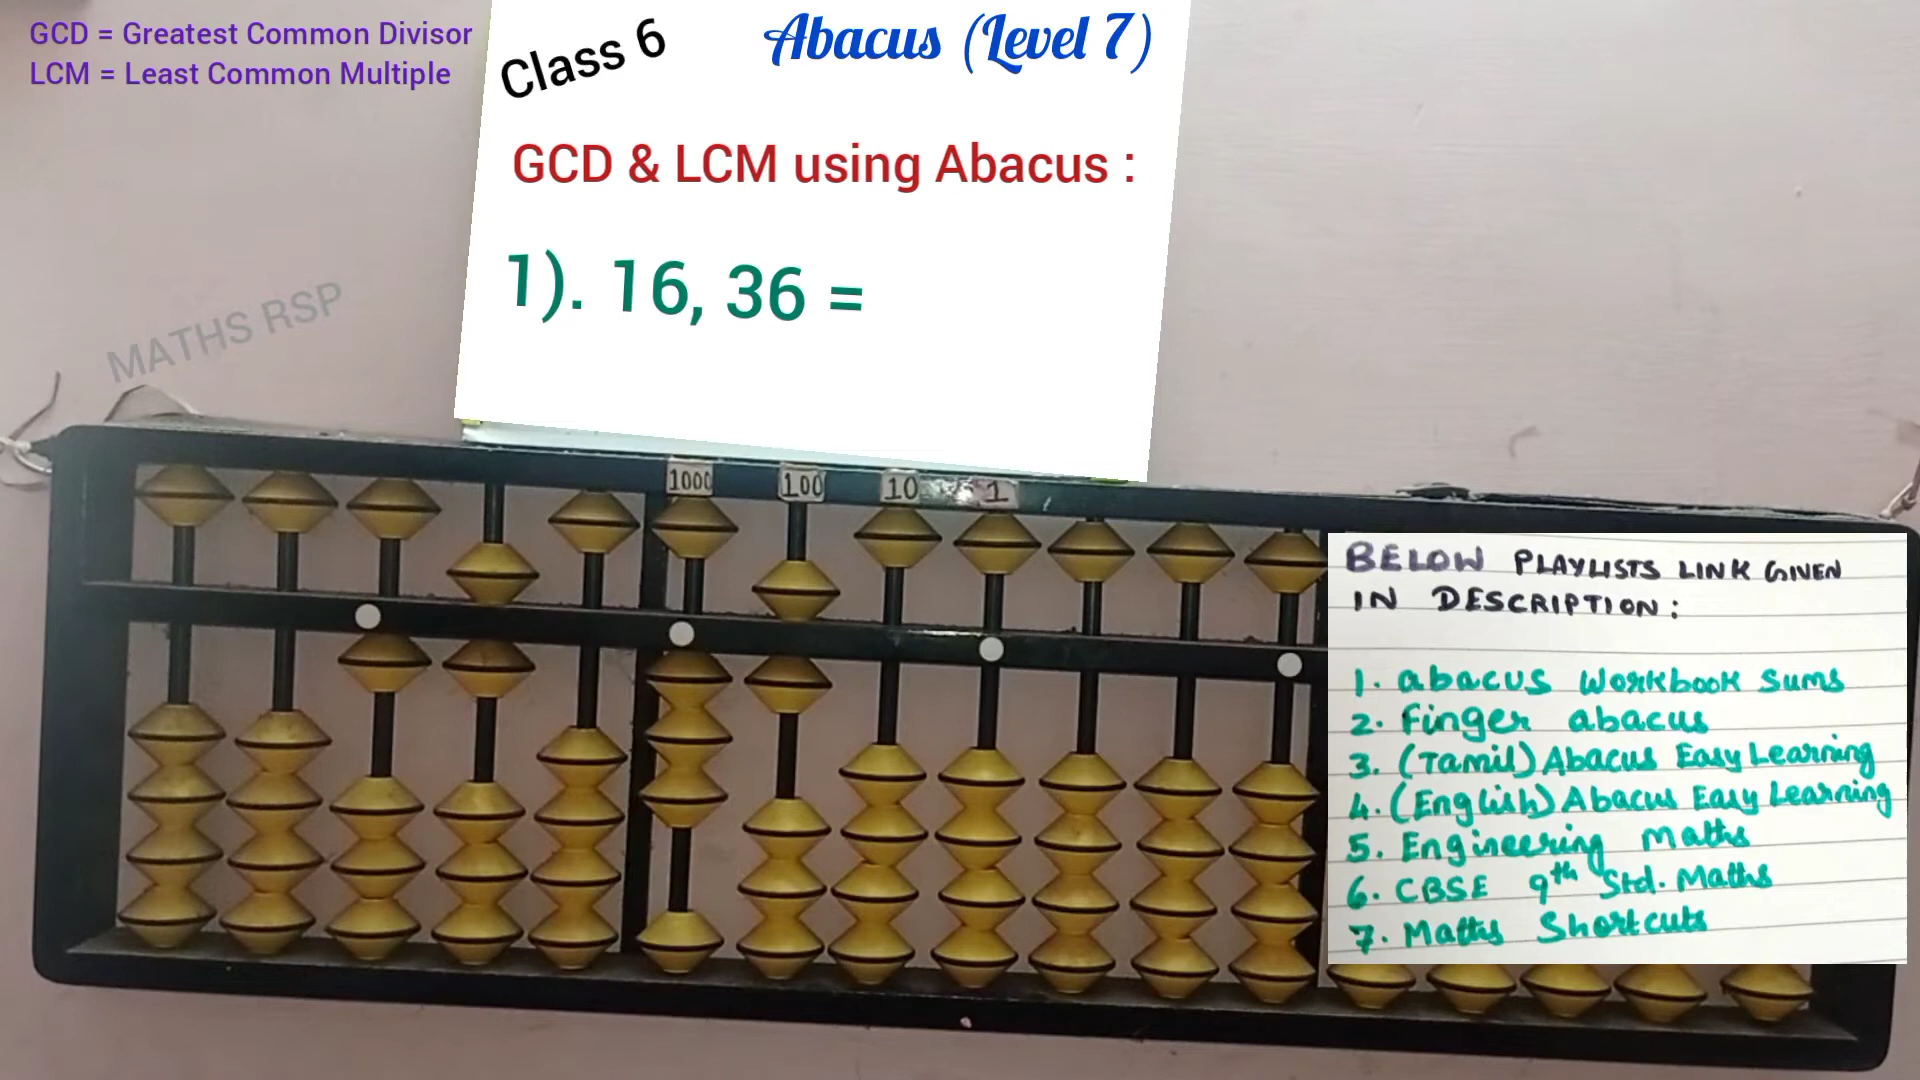 GCD = Greatest Common Divisor
LCM = Least Common Multiple
Class 6
Abacus (Level 7)
GCD & LCM using Abacus :
1). 16, 36 =
MATHS RSP
1000 100 10 1
BELOW PLAYLISTS LINK GIVEN
IN DESCRIPTION:
1. abacus Workbook Sums
2. Finger abacus
3. (Tamil) Abacus Easy Learning
4. (English) Abacus Easy Learning
5. Engineering Maths
6. CBSE 9th Std. Maths
7. Maths Shortcuts